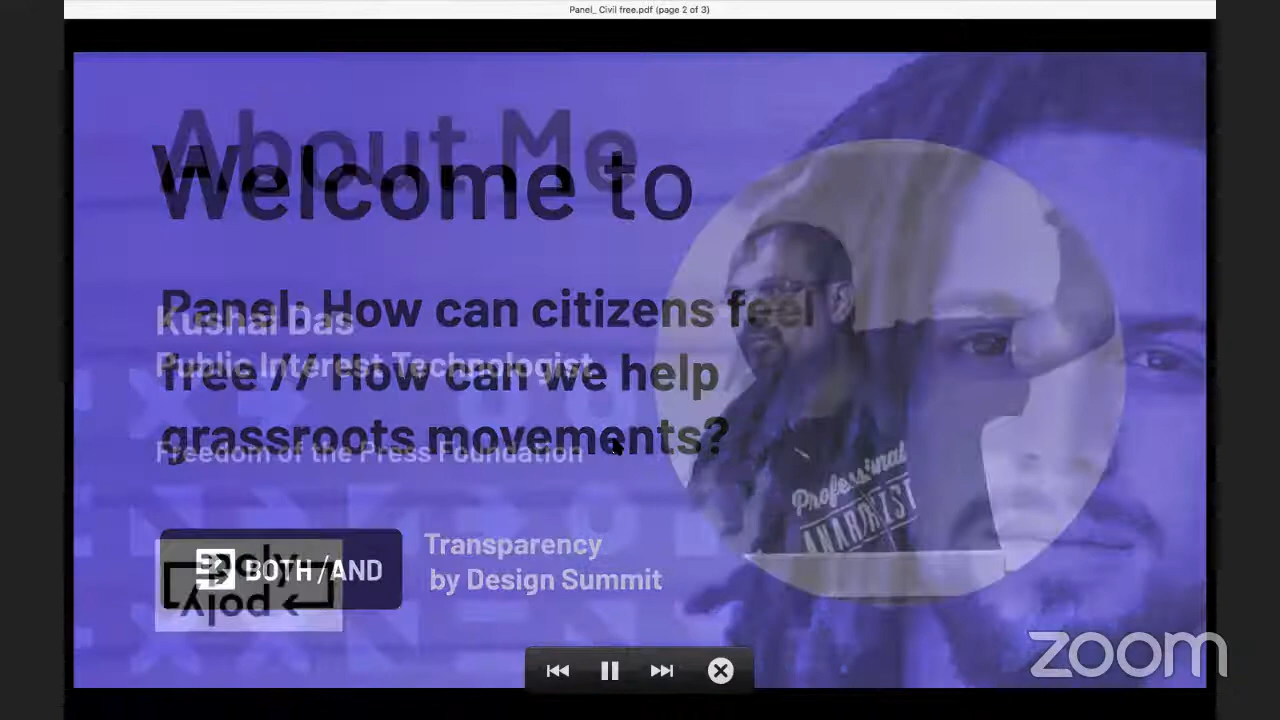 Panel_ Civil free.pdf (page 2 of 3)
About Me
Welcome to
Panel: How can citizens feel
free // How can we help
grassroots movements?
Kushal Das
Public Interest Technologist
Freedom of the Press Foundation
Professional
ANARCHIST
poly
poly
BOTH/AND
Transparency
by Design Summit
zoom